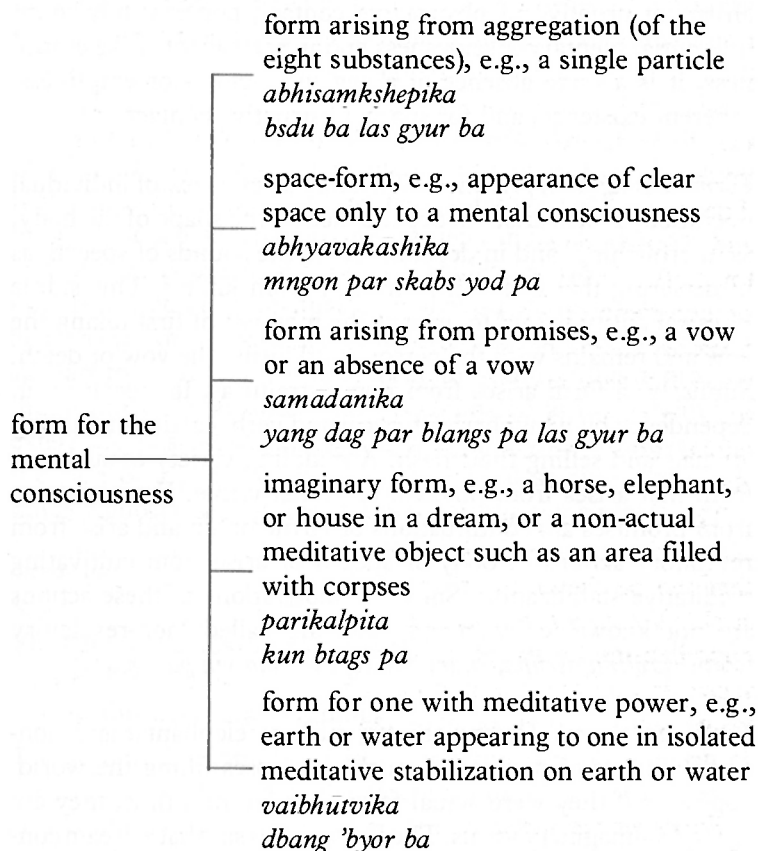 form arising from aggregation (of the
eight substances), e.g., a single particle
abhisamkshepika
bsdu ba las gyur ba
space-form, e.g., appearance of clear
space only to a mental consciousness
abhyavakashika
mngon par skabs yod pa
form arising from promises, e.g., a vow
or an absence of a vow
samadanika
yang dag par blangs pa las gyur ba
form for the
mental
consciousness
imaginary form, e.g., a horse, elephant,
or house in a dream, or a non-actual
meditative object such as an area filled
with corpses
parikalpita
kun btags pa
form for one with meditative power, e.g.,
earth or water appearing to one in isolated
meditative stabilization on earth or water
vaibhutvika
dbang 'byor ba